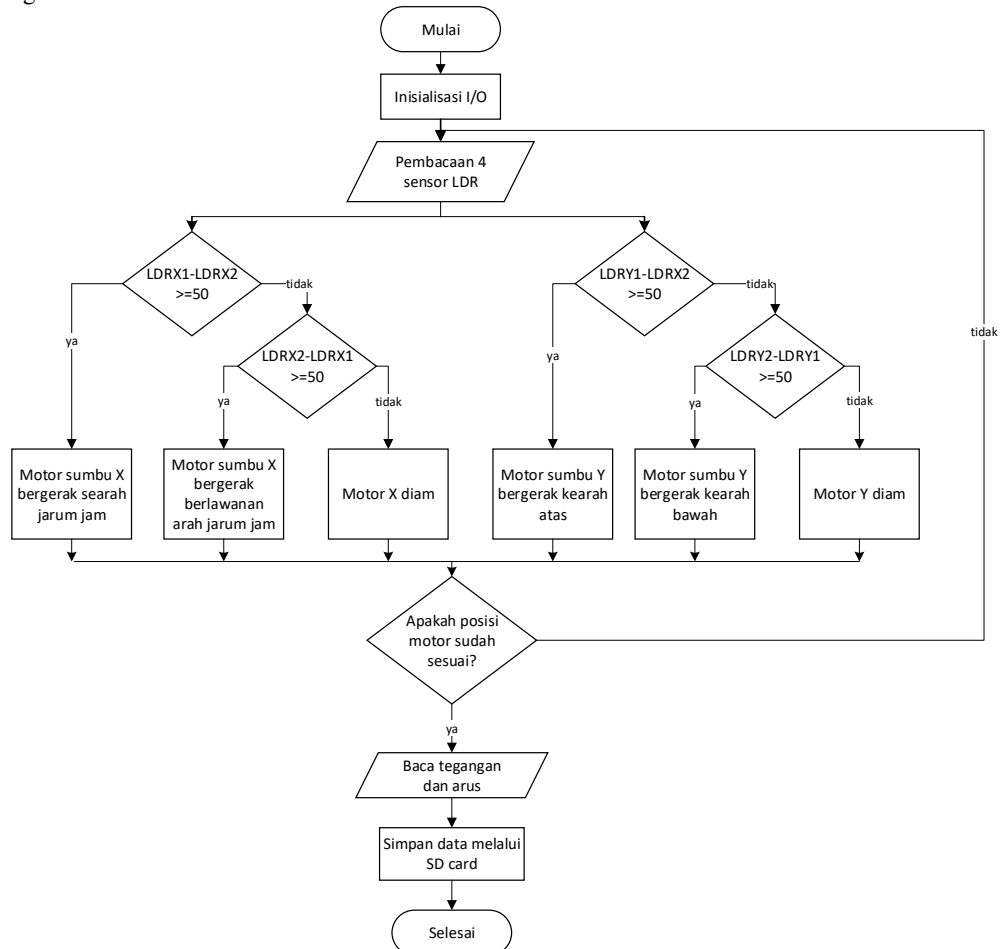 Mulai
Inisialisasi I/O
Pembacaan 4
sensor LDR
LDRX1-LDRX2
>=50
tidak
ya
LDRX2-LDRX1
>=50
ya
tidak
LDRY1-LDRX2
>=50
tidak
ya
LDRY2-LDRY1
>=50
ya
tidak
tidak
Motor sumbu X
bergerak searah
jarum jam
Motor sumbu X
bergerak
berlawanan
arah jarum jam
Motor X diam
Motor sumbu Y
bergerak kearah
atas
Motor sumbu Y
bergerak kearah
bawah
Motor Y diam
Apakah posisi
motor sudah
sesuai?
ya
Baca tegangan
dan arus
Simpan data melalui
SD card
Selesai